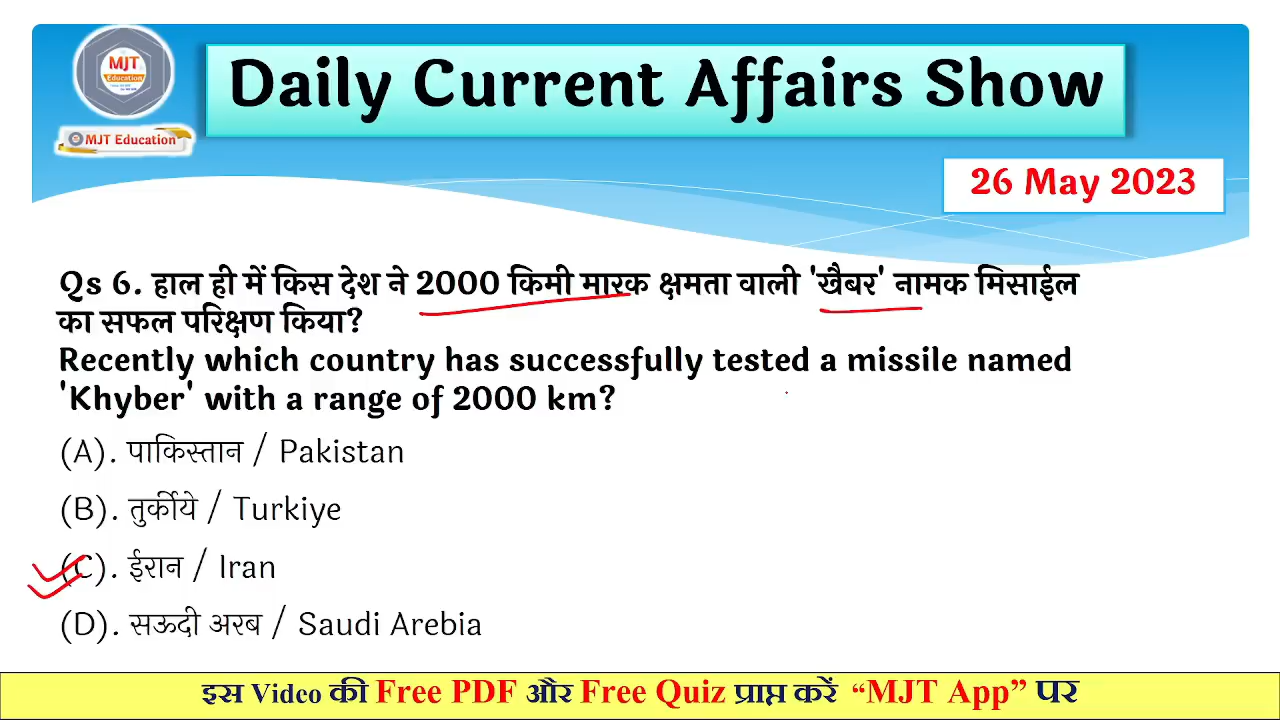 MJT
Education
MJT Education
Daily Current Affairs Show
26 May 2023
Qs 6. हाल ही में किस देश ने 2000 किमी मारक क्षमता वाली 'खैबर' नामक मिसाईल
का सफल परिक्षण किया?
Recently which country has successfully tested a missile named
'Khyber' with a range of 2000 km?
(A). पाकिस्तान / Pakistan
(B). तुर्कीये / Turkiye
(C). ईरान / Iran
(D). सऊदी अरब / Saudi Arebia
इस Video की Free PDF और Free Quiz प्राप्त करें “MJT App” पर